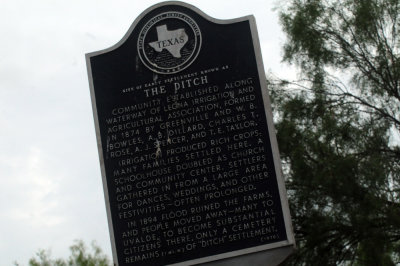 TEXAS
SITE OF EARLY SETTLEMENT KNOWN AS
THE DITCH
COMMUNITY ESTABLISHED ALONG
WATERWAY OF LEONA IRRIGATION AND
AGRICULTURAL ASSOCIATION, FORMED
IN 1874 BY GREENVILLE AND W. B.
BOWLES, A. B. DILLARD, CHARLES T.
ROSE, A. J. SPENCER, AND T. E. TAYLOR.
IRRIGATION PRODUCED RICH CROPS.
MANY FAMILIES SETTLED HERE. A
SCHOOLHOUSE DOUBLED AS CHURCH
AND COMMUNITY CENTER. SETTLERS
GATHERED IN FROM A LARGE AREA
FOR DANCES, WEDDINGS, AND OTHER
FESTIVITIES—OFTEN PROLONGED.
IN 1894 FLOOD RUINED THE FARMS,
AND PEOPLE MOVED AWAY—MANY TO
UVALDE, TO BECOME SUBSTANTIAL
CITIZENS THERE. ONLY A CEMETERY
REMAINS OF "DITCH" SETTLEMENT.